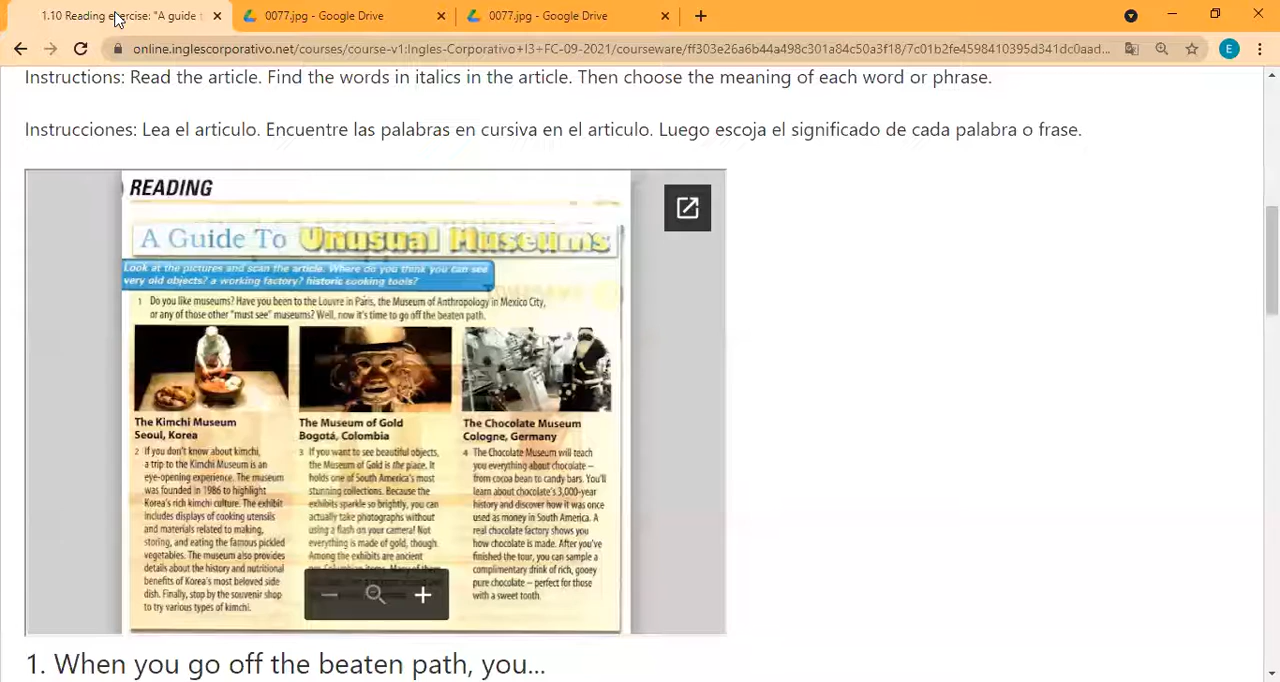 1.10 Reading exercise: "A guide t
0077.jpg - Google Drive
0077.jpg - Google Drive
online.inglescorporativo.net/courses/course-v1:Ingles-Corporativo+I3+FC-09-2021/courseware/ff303e26a6b44a498c301a84c50a3f18/7c01b2fe4598410395d341dc0aad...
E
Instructions: Read the article. Find the words in italics in the article. Then choose the meaning of each word or phrase.
Instrucciones: Lea el articulo. Encuentre las palabras en cursiva en el articulo. Luego escoja el significado de cada palabra o frase.
READING
A Guide To Unusual Museums
Look at the pictures and scan the article. Where do you think you can see
very old objects? a working factory? historic cooking tools?
1 Do you like museums? Have you been to the Louvre in Paris, the Museum of Anthropology in Mexico City,
or any of those other "must see" museums? Well, now it's time to go off the beaten path.
The Kimchi Museum
Seoul, Korea
2 If you don't know about kimchi,
a trip to the Kimchi Museum is an
eye-opening experience. The museum
was founded in 1986 to highlight
Korea's rich kimchi culture. The exhibit
includes displays of cooking utensils
and materials related to making,
storing, and eating the famous pickled
vegetables. The museum also provides
details about the history and nutritional
benefits of Korea's most beloved side
dish. Finally, stop by the souvenir shop
to try various types of kimchi.
The Museum of Gold
Bogotá, Colombia
3 If you want to see beautiful objects,
the Museum of Gold is the place. It
holds one of South America's most
stunning collections. Because the
exhibits sparkle so brightly, you can
actually take photographs without
using a flash on your camera! Not
everything is made of gold, though.
Among the exhibits are ancient
The Chocolate Museum
Cologne, Germany
4 The Chocolate Museum will teach
you everything about chocolate –
from cocoa bean to candy bars. You'll
learn about chocolate's 3,000-year
history and discover how it was once
used as money in South America. A
real chocolate factory shows you
how chocolate is made. After you've
finished the tour, you can sample a
complimentary drink of rich, gooey
pure chocolate – perfect for those
with a sweet tooth.
1. When you go off the beaten path, you...